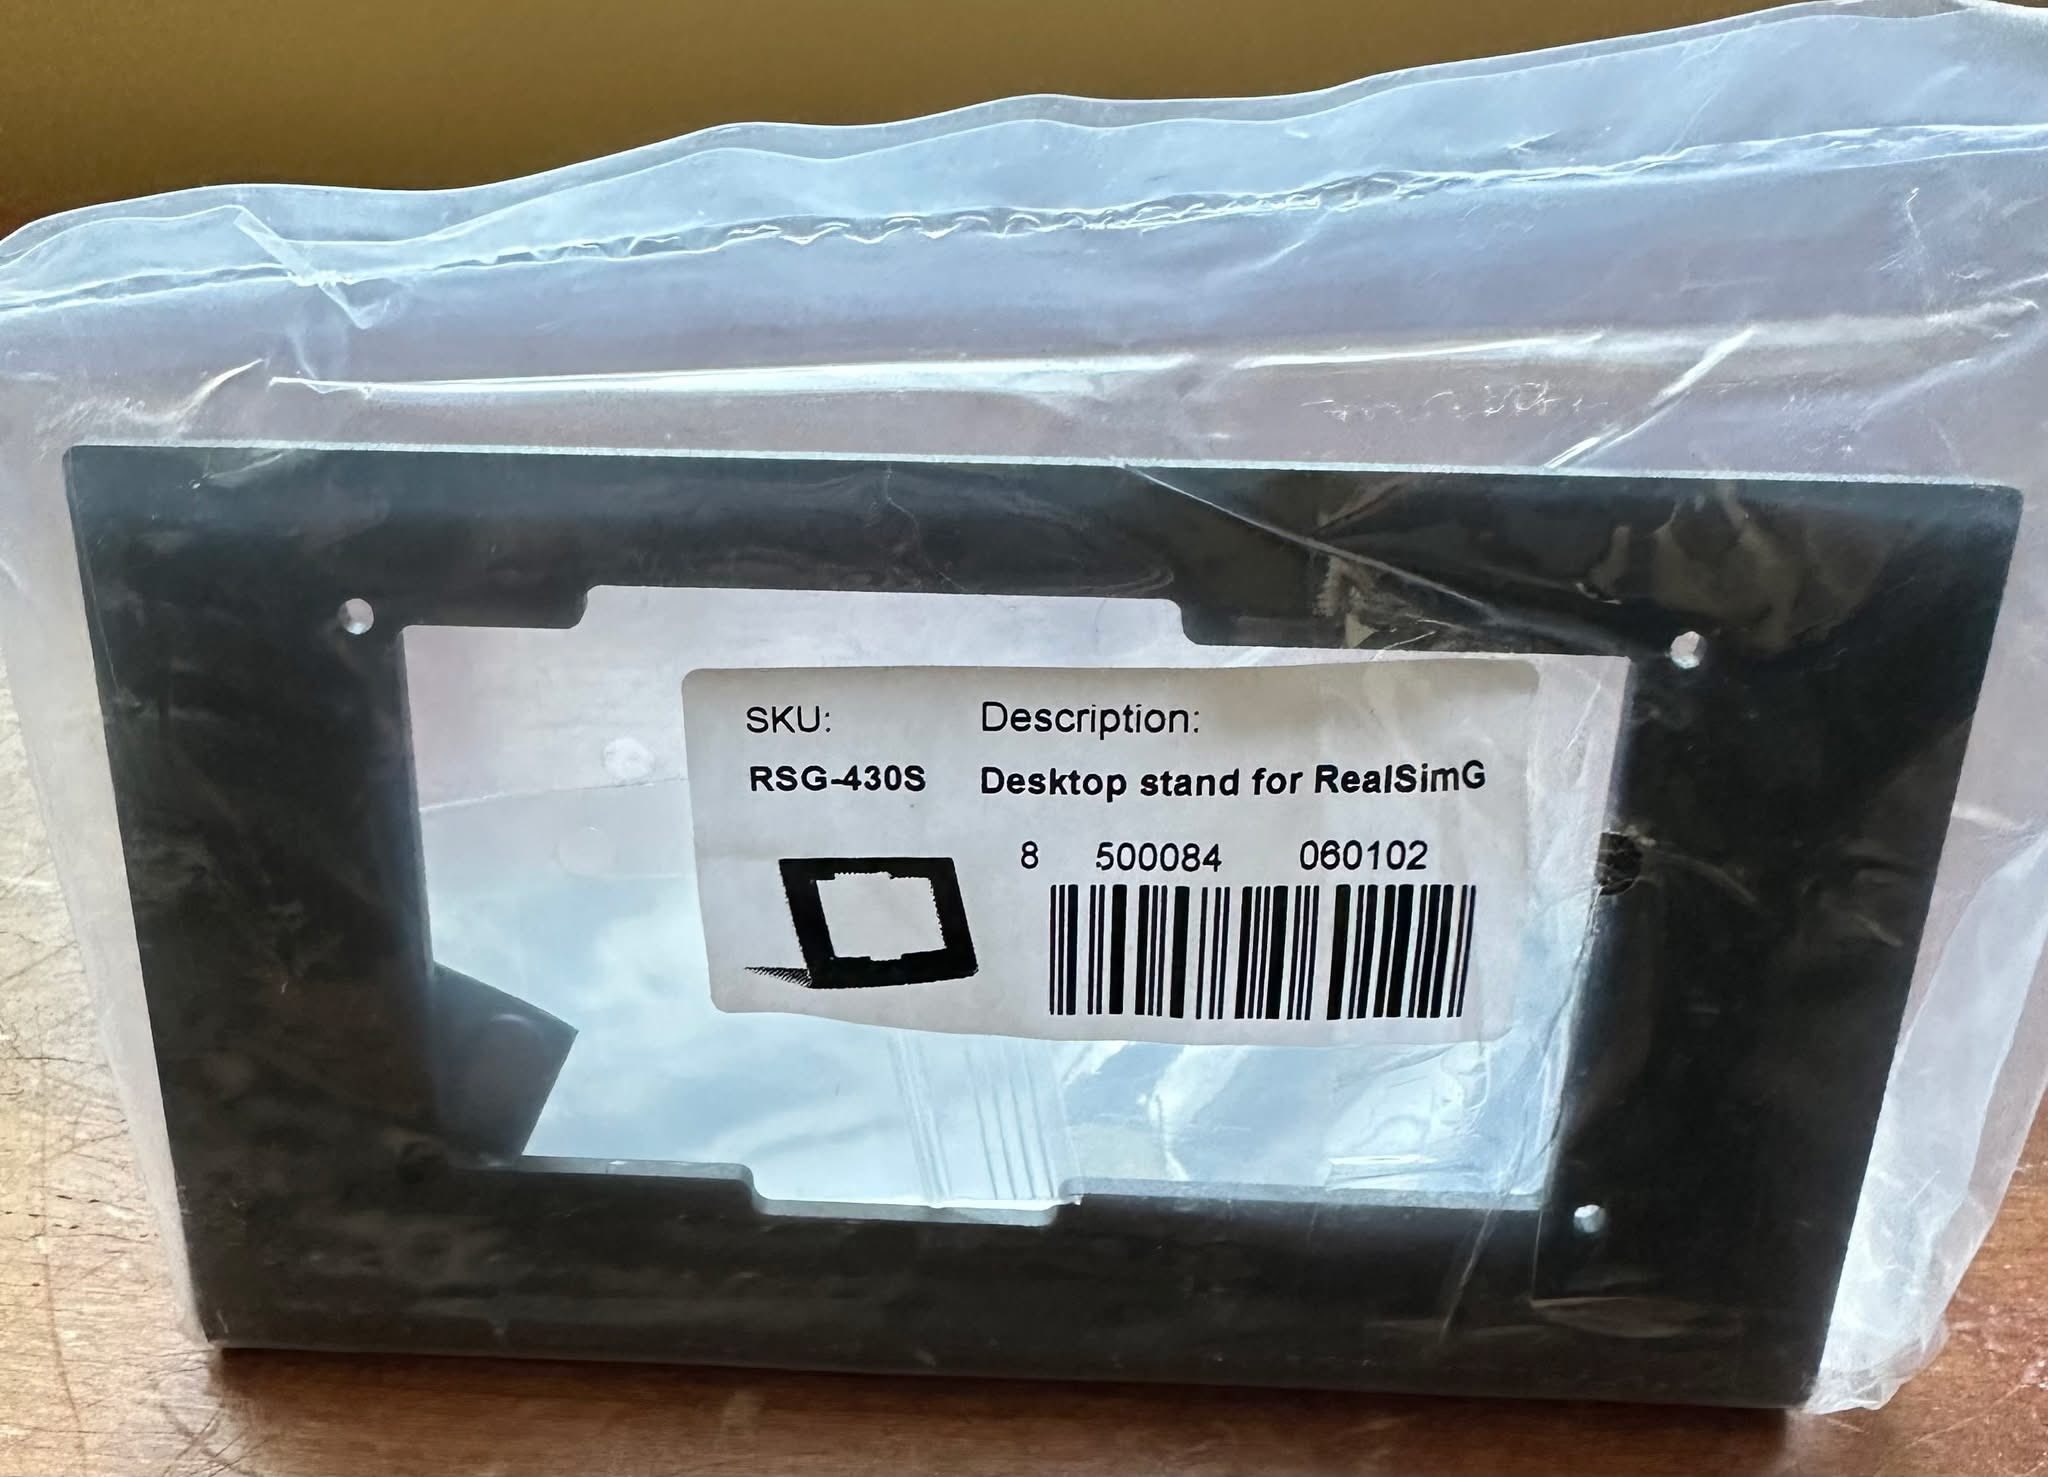 SKU: Description:
RSG-430S Desktop stand for RealSimG
8 500084 060102